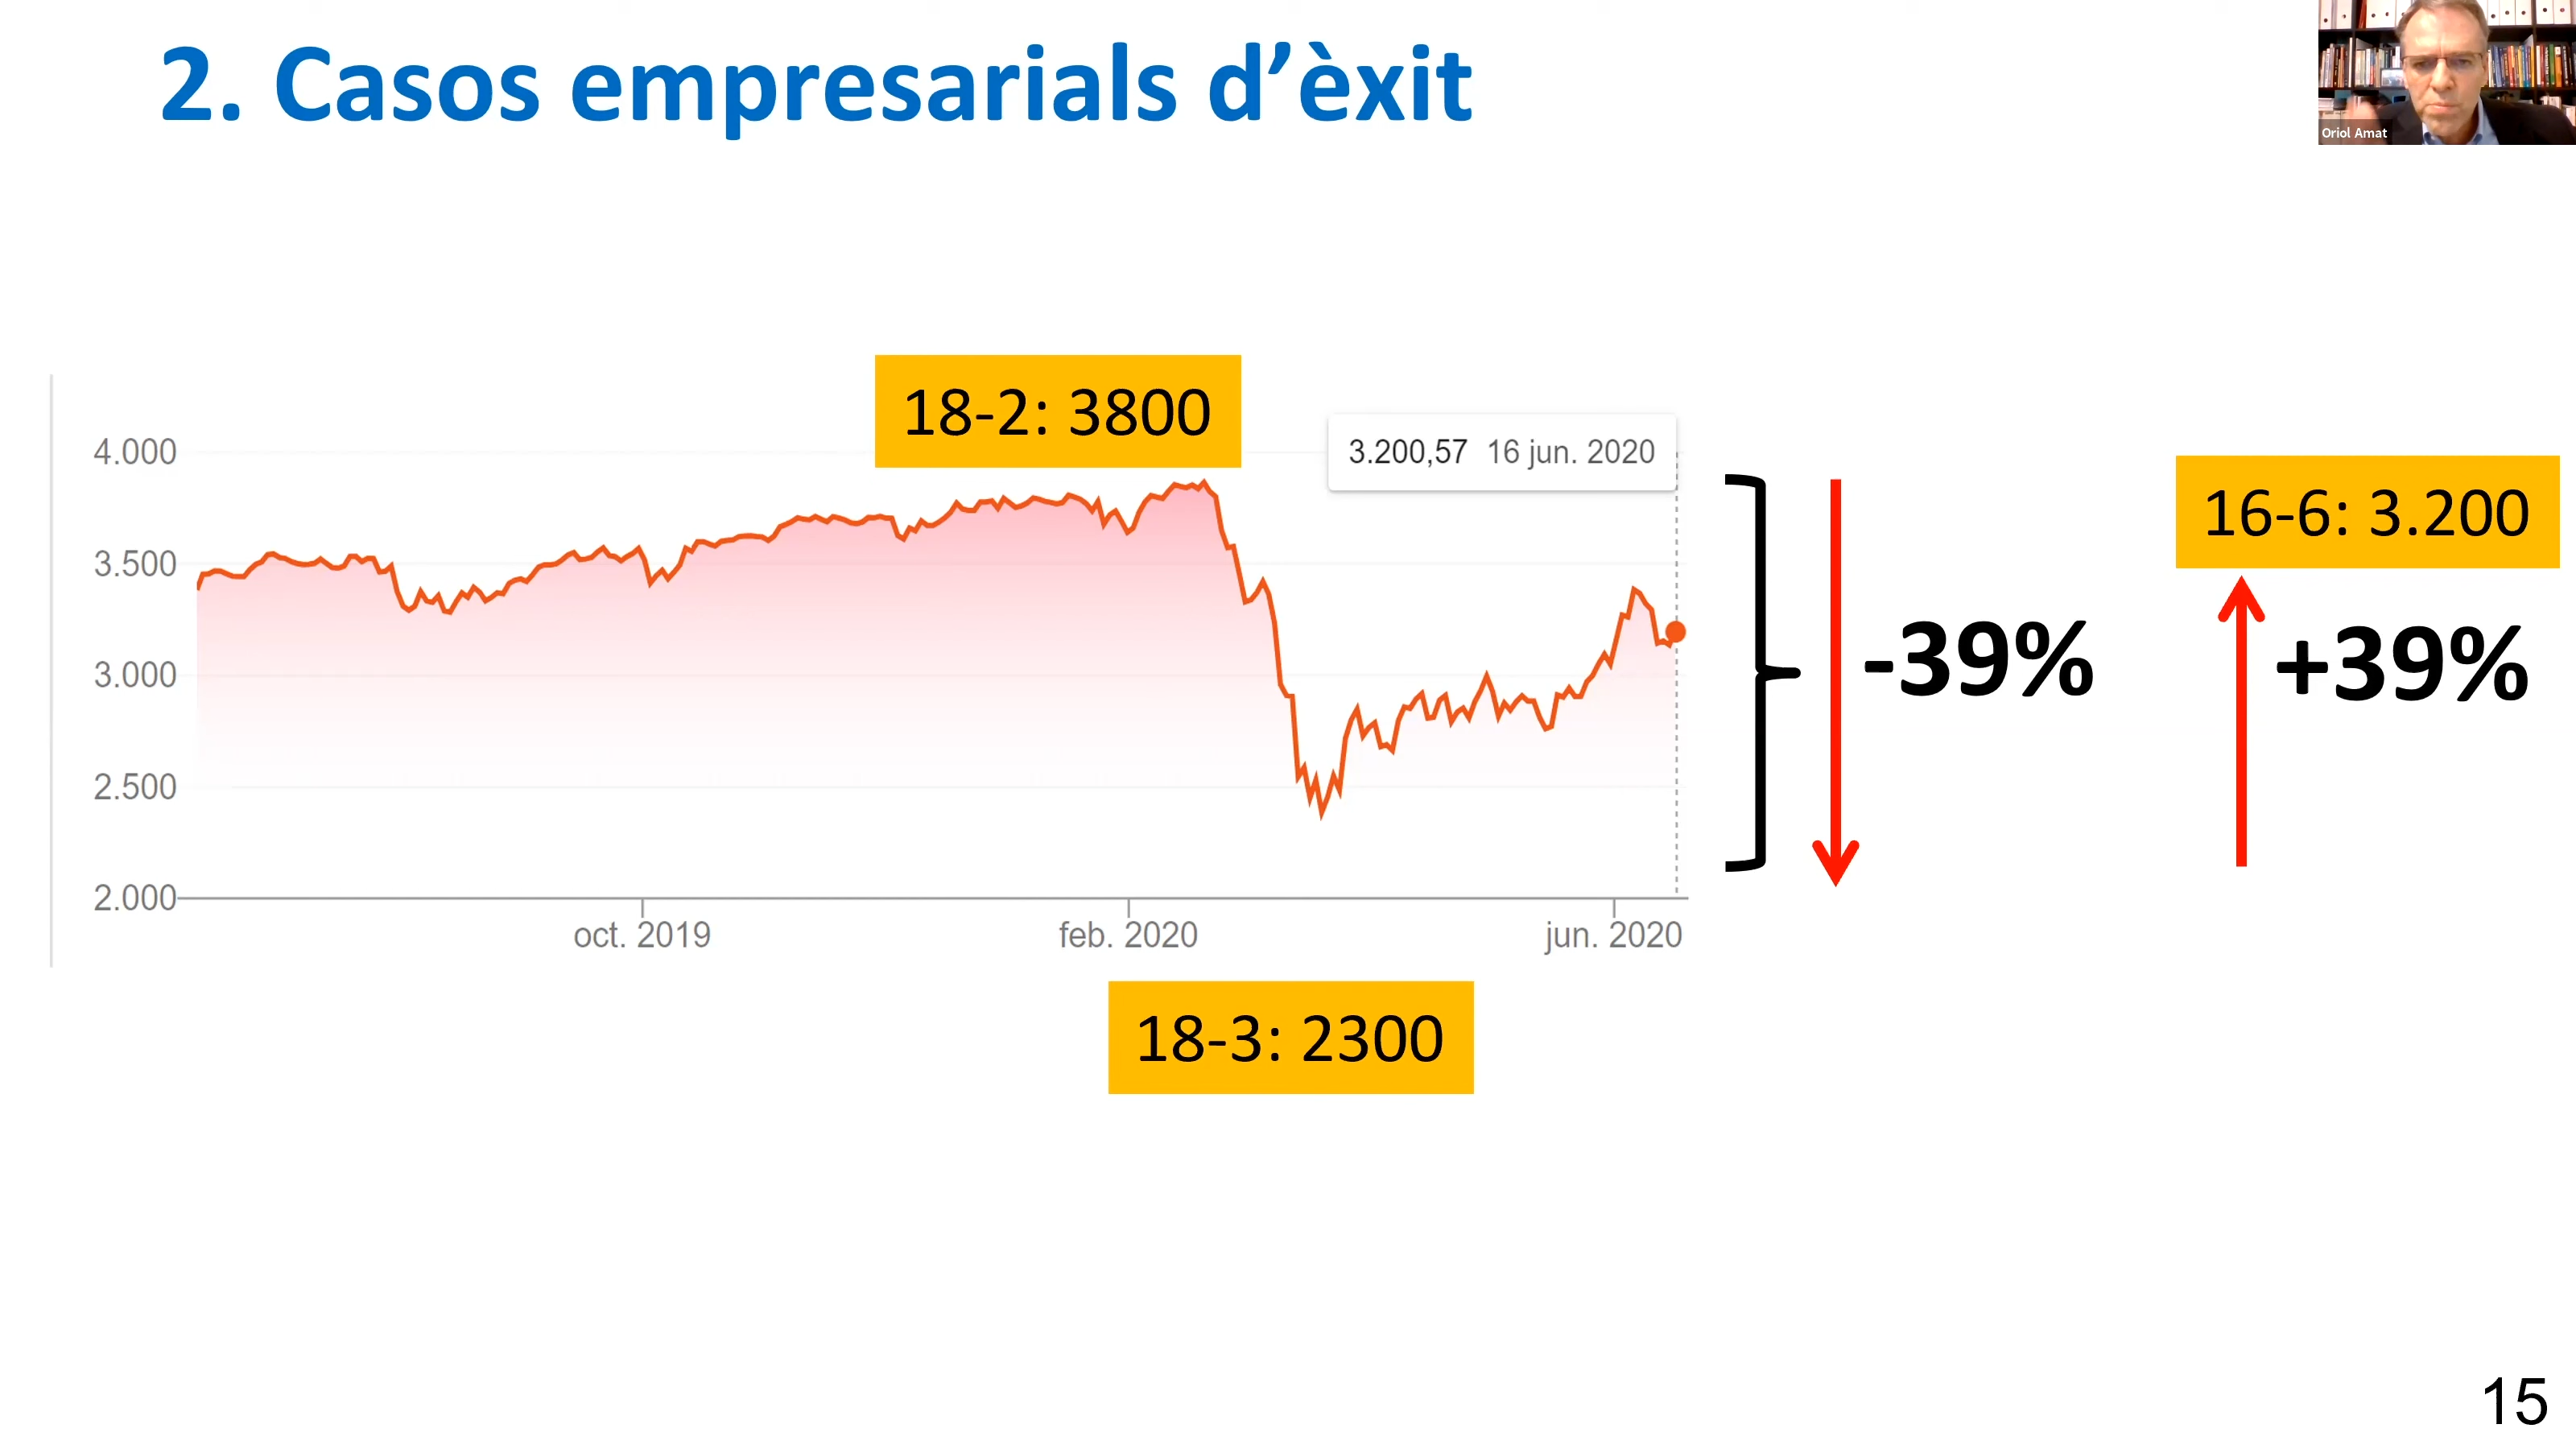 2. Casos empresarials d’èxit
Oriol Amat
18-2: 3800
3.200,57 16 jun. 2020
4.000
3.500
3.000
2.500
2.000
oct. 2019
feb. 2020
jun. 2020
-39%
16-6: 3.200
+39%
18-3: 2300
15